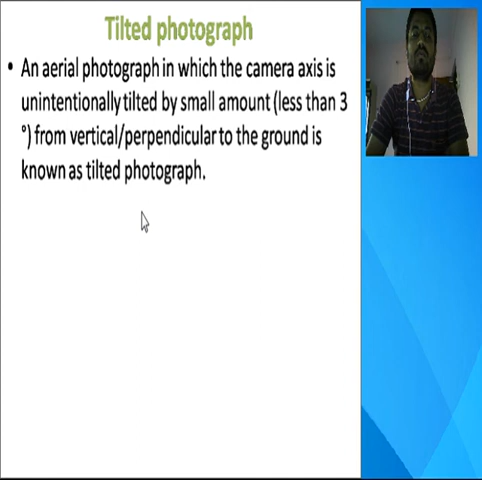 Tilted photograph
• An aerial photograph in which the camera axis is
unintentionally tilted by small amount (less than 3
°) from vertical/perpendicular to the ground is
known as tilted photograph.